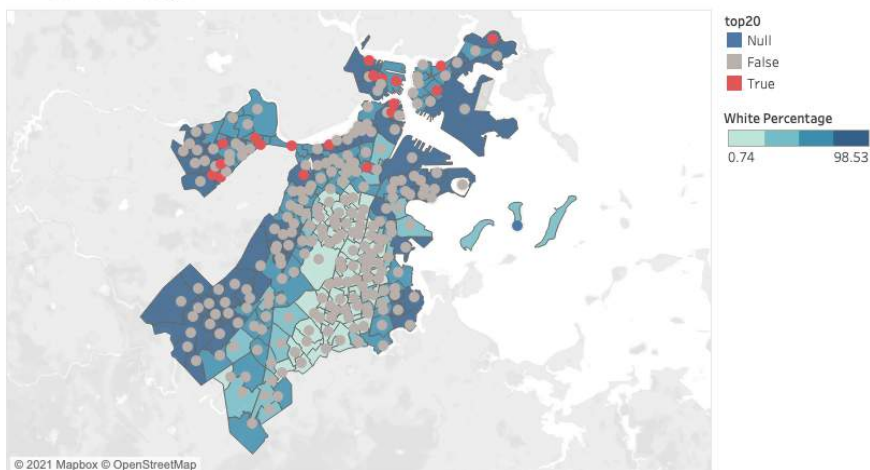 top20
Null
False
True
White Percentage
0.74 98.53
© 2021 Mapbox © OpenStreetMap